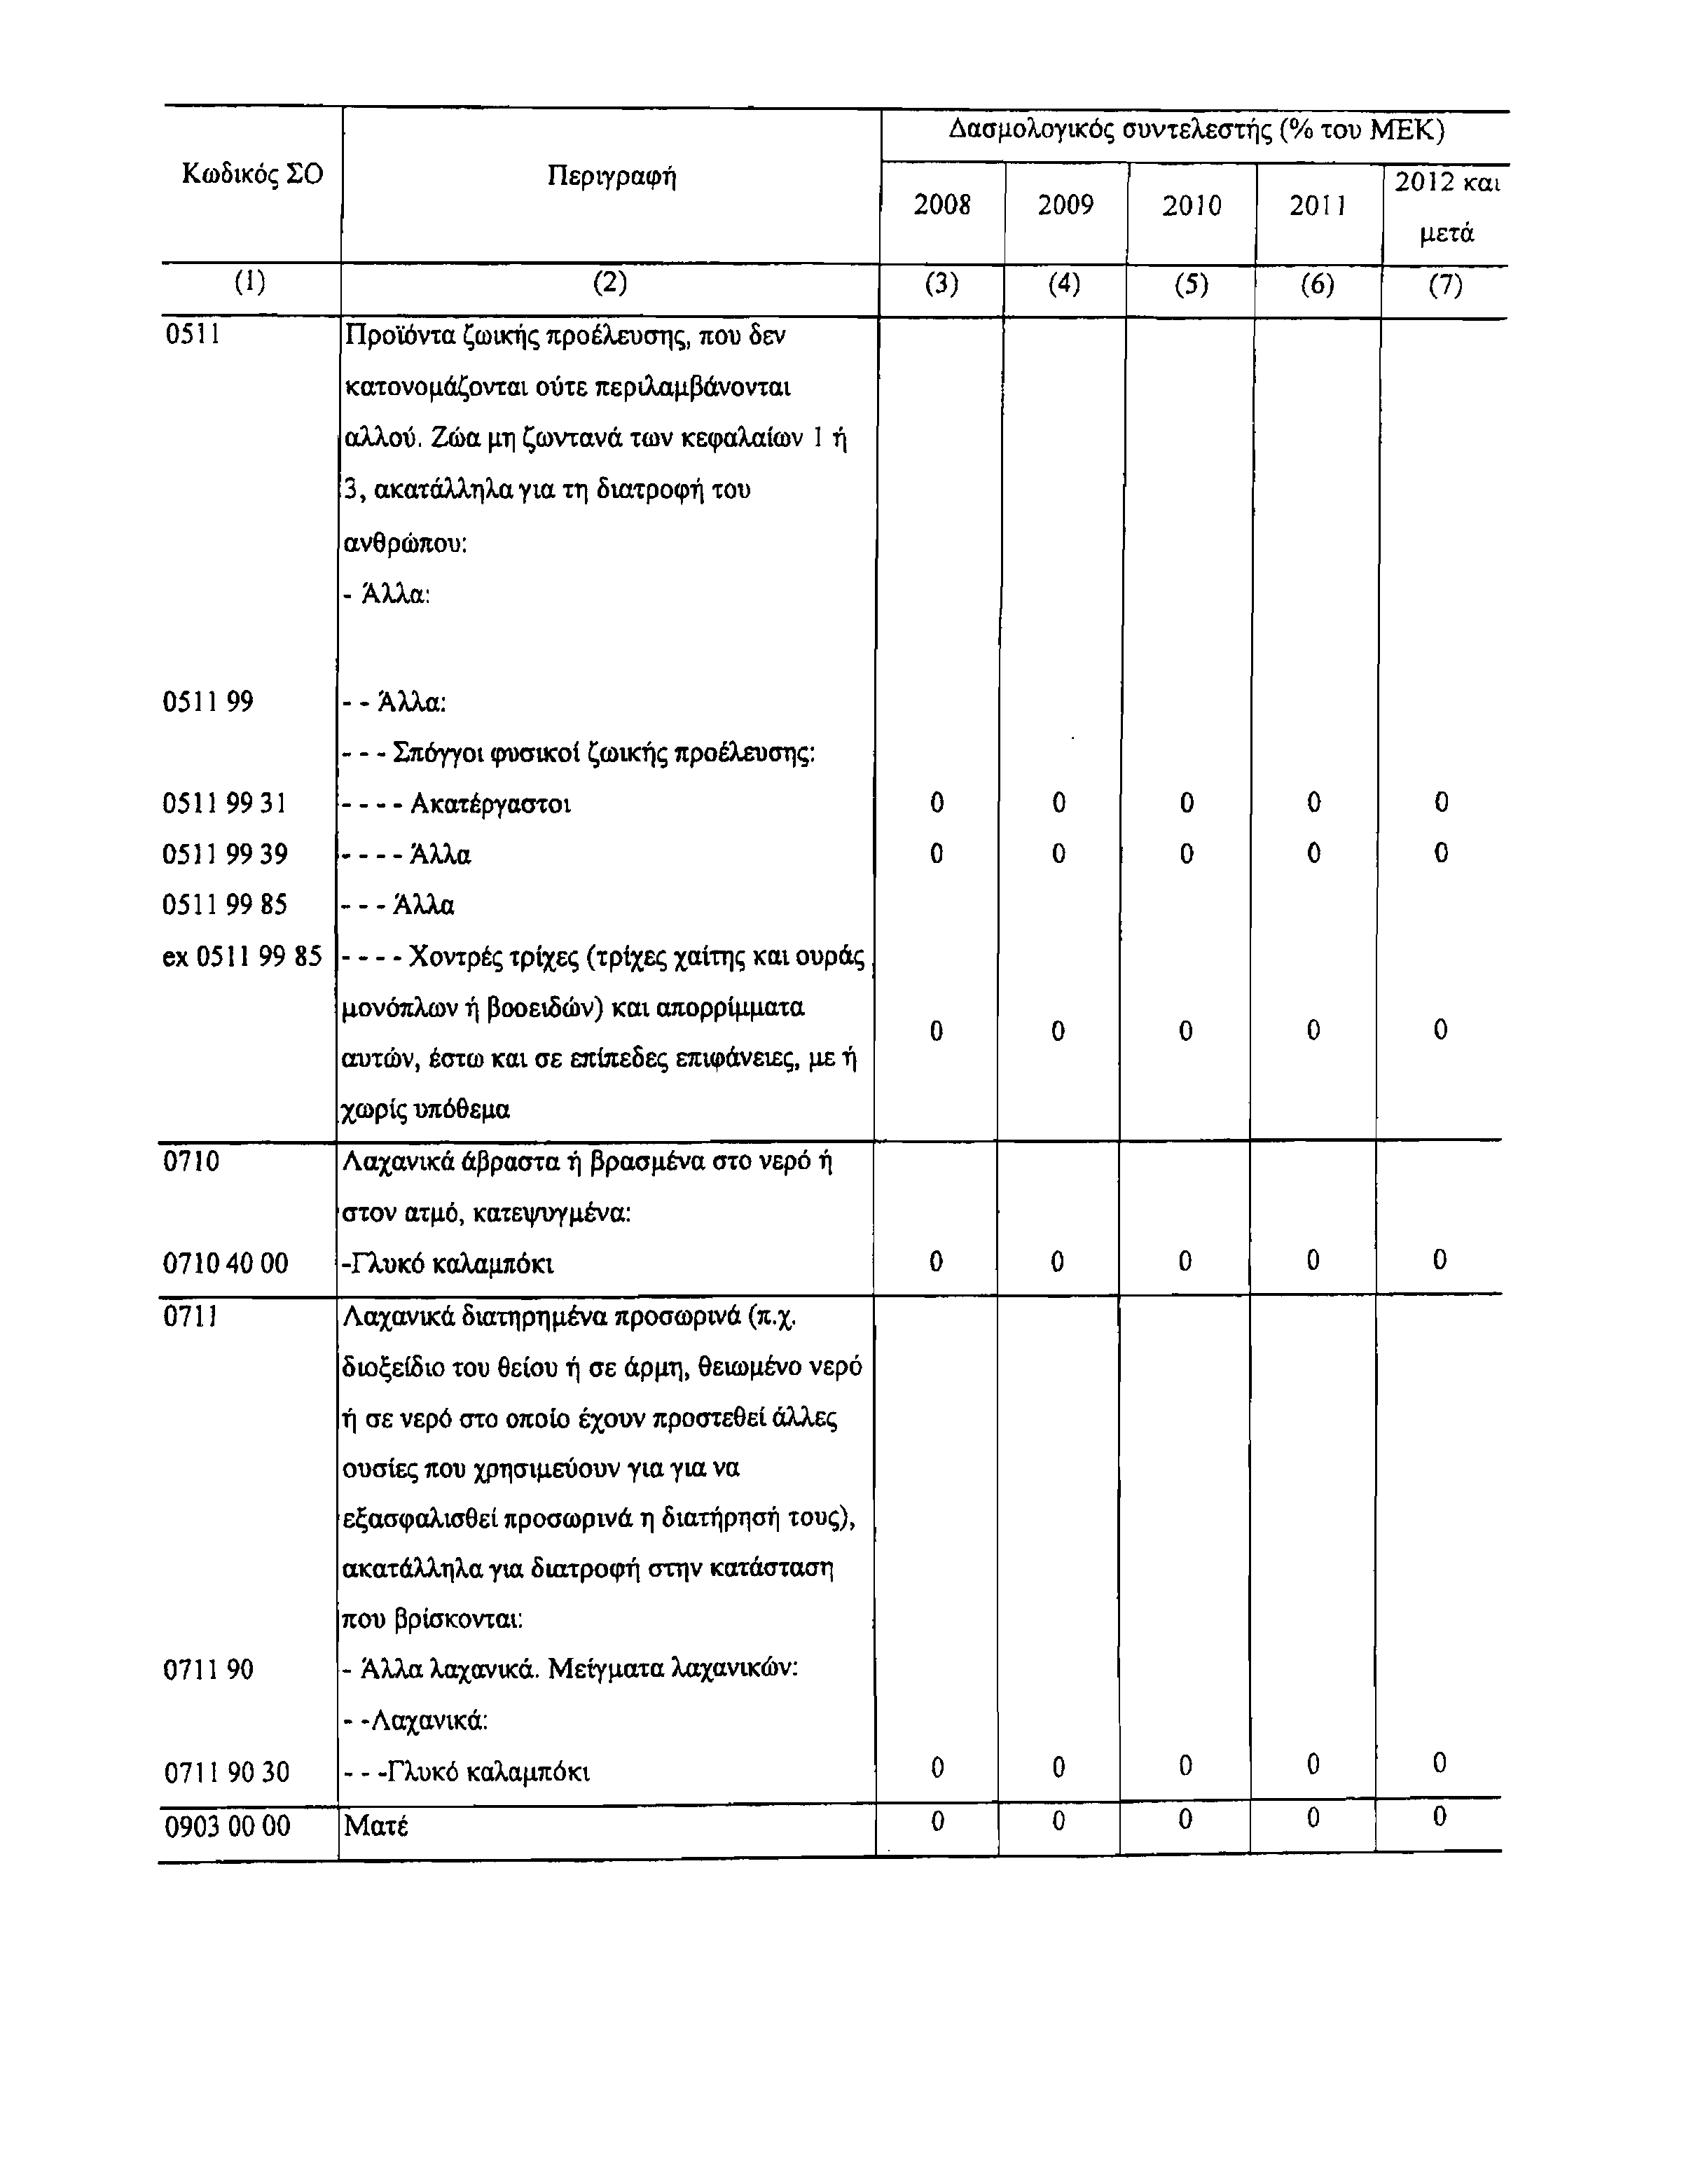 Κωδικός ΣΟ Περιγραφή Δασμολογικός συντελεστής (% του ΜΕΚ)
2008 2009 2010 2011 2012 και
μετά
(1) (2) (3) (4) (5) (6) (7)
0511 Προϊόντα ζωικής προέλευσης, που δεν
κατονομάζονται ούτε περιλαμβάνονται
αλλού. Ζώα μη ζωντανά των κεφαλαίων 1 ή
3, ακατάλληλα για τη διατροφή του
ανθρώπου:
- Άλλα:
0511 99 - - Άλλα:
- - - Σπόγγοι φυσικοί ζωικής προέλευσης:
0511 99 31 - - - - Ακατέργαστοι 0 0 0 0 0
0511 99 39 - - - - Άλλα 0 0 0 0 0
0511 99 85 - - - Άλλα
ex 0511 99 85 - - - - Χοντρές τρίχες (τρίχες χαίτης και ουράς
μονόπλων ή βοοειδών) και απορρίμματα
0 0 0 0 0
αυτών, έστω και σε επίπεδες επιφάνειες, με ή
χωρίς υπόθεμα
0710 Λαχανικά άβραστα ή βρασμένα στο νερό ή
στον ατμό, κατεψυγμένα:
0710 40 00 -Γλυκό καλαμπόκι 0 0 0 0 0
0711 Λαχανικά διατηρημένα προσωρινά (π.χ.
διοξείδιο του θείου ή σε άρμη, θειωμένο νερό
ή σε νερό στο οποίο έχουν προστεθεί άλλες
ουσίες που χρησιμεύουν για για να
εξασφαλισθεί προσωρινά η διατήρησή τους),
ακατάλληλα για διατροφή στην κατάσταση
που βρίσκονται:
0711 90 - Άλλα λαχανικά. Μείγματα λαχανικών:
- -Λαχανικά:
0711 90 30 - - -Γλυκό καλαμπόκι 0 0 0 0 0
0903 00 00 Ματέ 0 0 0 0 0